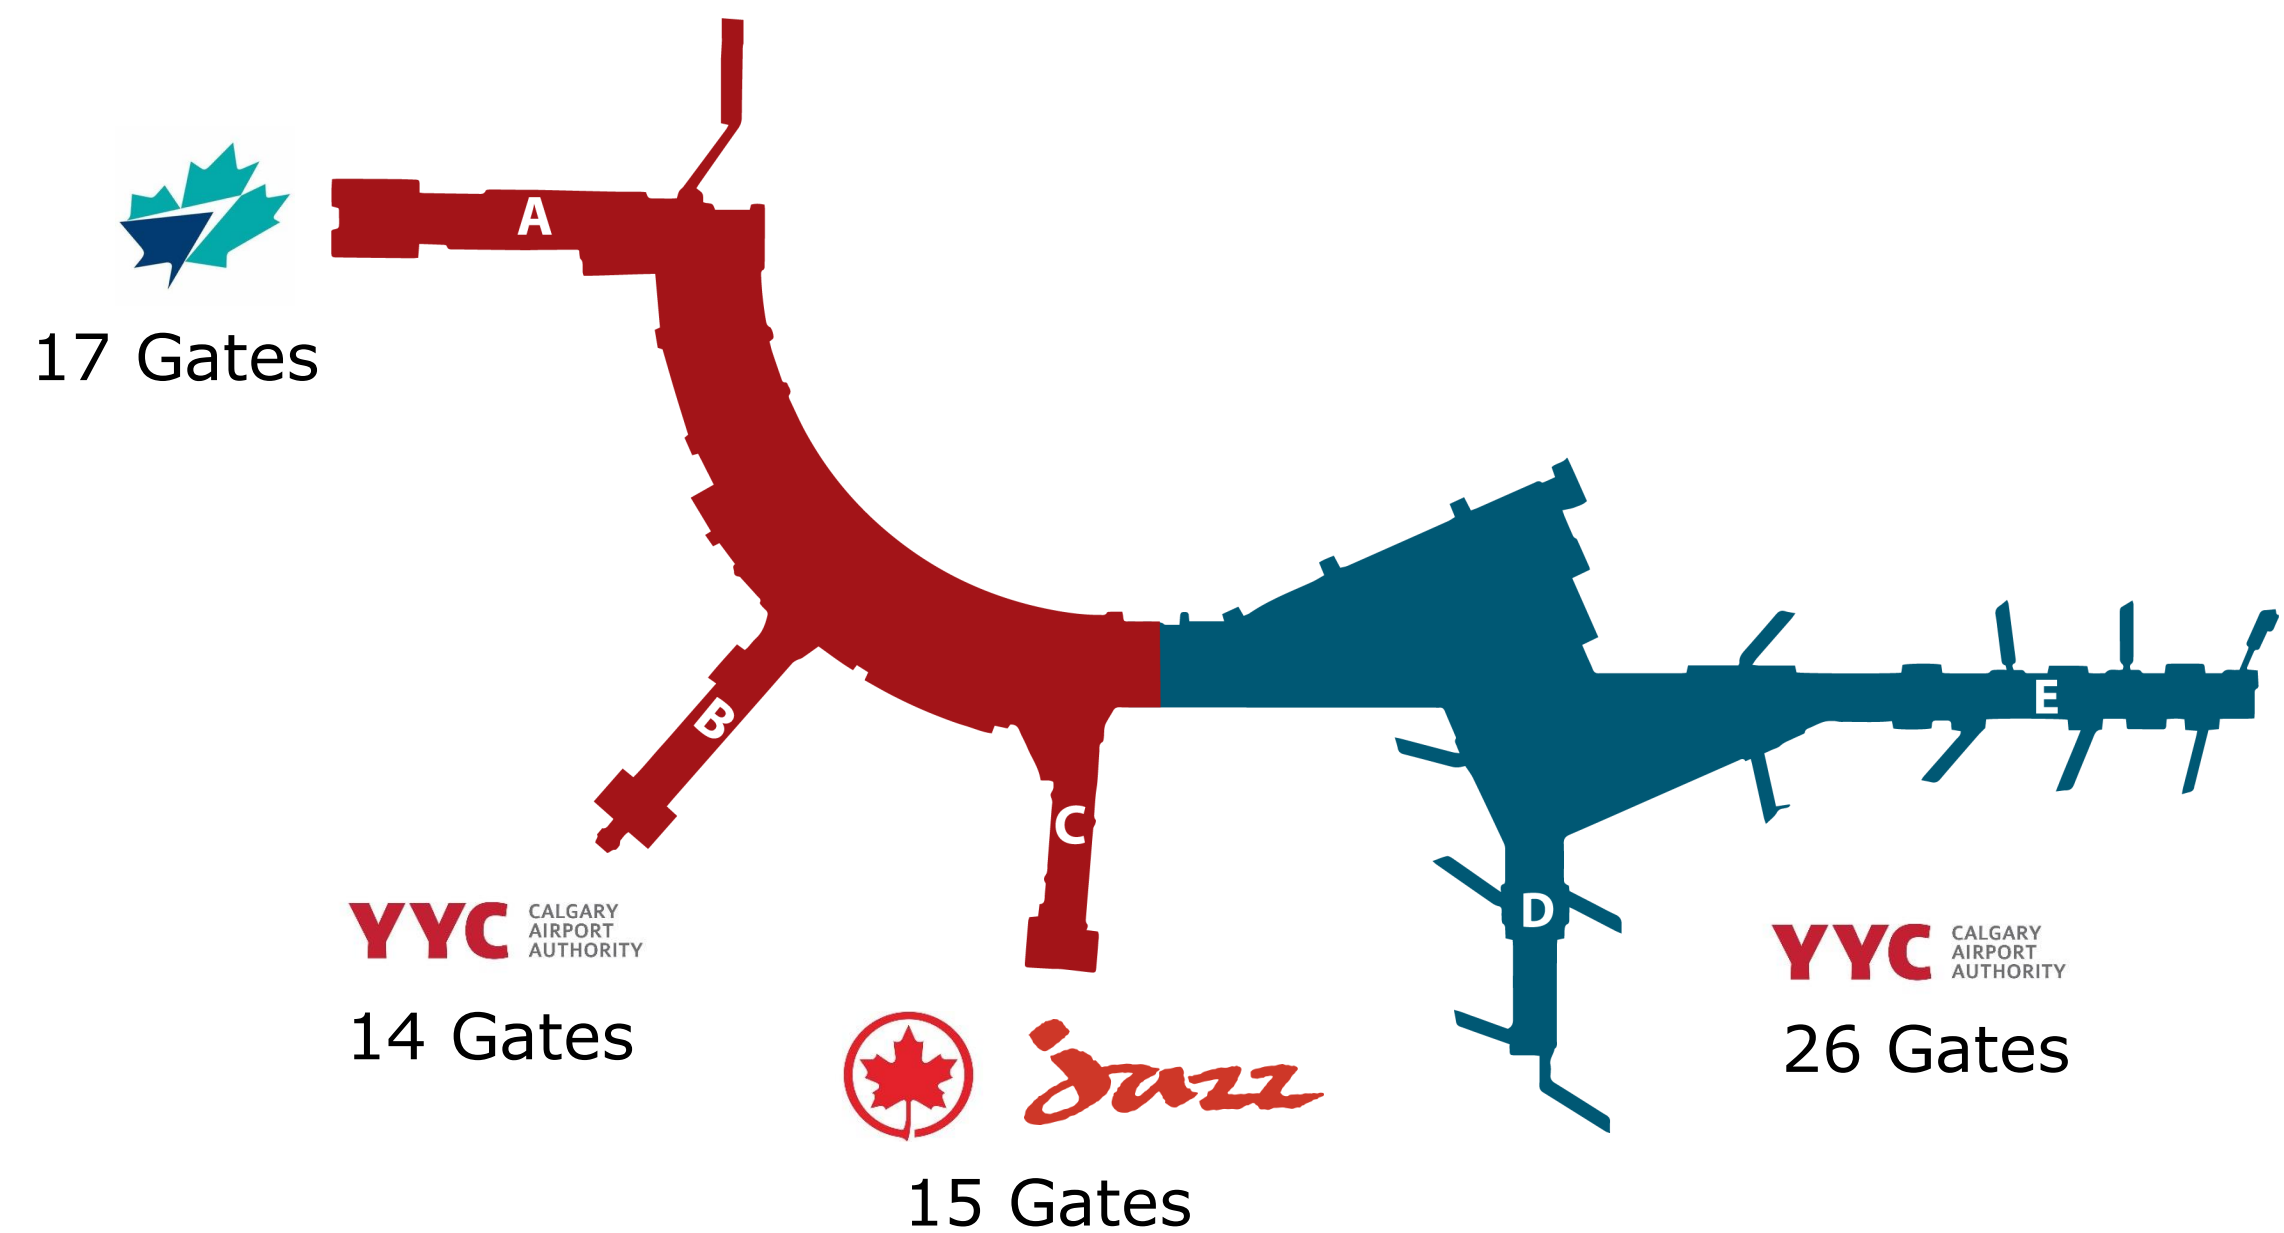 A
17 Gates
B
C
E
D
YYC CALGARY
AIRPORT
AUTHORITY
14 Gates
YYC CALGARY
AIRPORT
AUTHORITY
26 Gates
Jazz
15 Gates